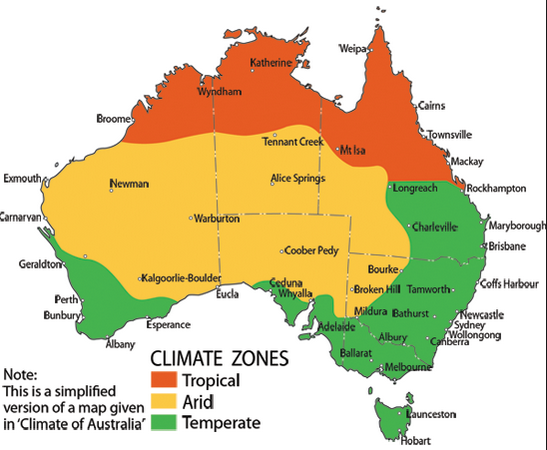 Weipa
Katherine
Wyndham
Cairns
Broome
Townsville
Tennant Creek
Mt Isa
Mackay
Exmouth
Newman
Alice Springs
Longreach
Rockhampton
Carnarvan
Warburton
Charleville
Maryborough
Brisbane
Coober Pedy
Geraldton
Kalgoorlie-Boulder
Bourke
Ceduna
Coffs Harbour
Eucla
Whyalla
Broken Hill
Tamworth
Perth
Mildura
Bathurst
Newcastle
Bunbury
Esperance
Adelaide
Sydney
Wollongong
Albany
Albury
Canberra
Ballarat
Melbourne
CLIMATE ZONES
Tropical
Arid
Temperate
Note:
This is a simplified
version of a map given
in 'Climate of Australia'
Launceston
Hobart